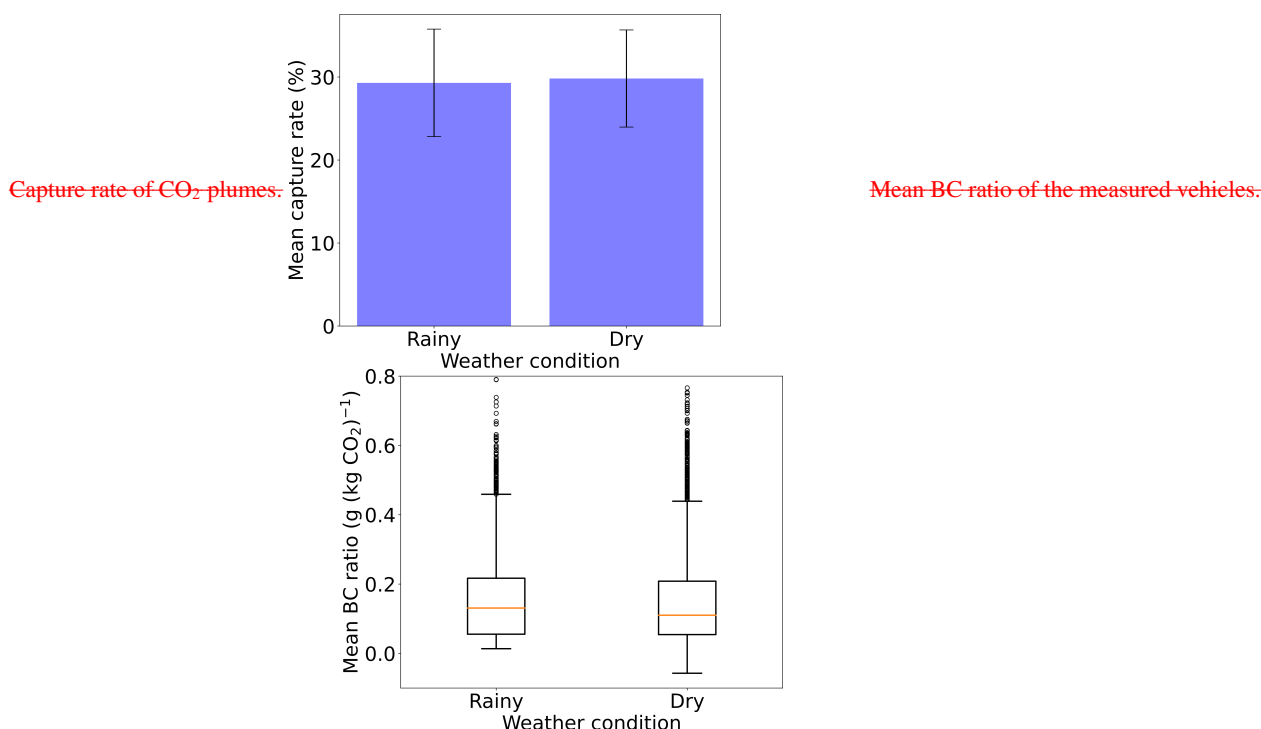 Capture rate of CO₂ plumes.
Mean BC ratio of the measured vehicles.
Mean capture rate (%)
30
20
10
0
Rainy Dry
Weather condition
Mean BC ratio (g (kg CO₂)⁻¹)
0.8
0.6
0.4
0.2
0.0
Rainy Dry
Weather condition